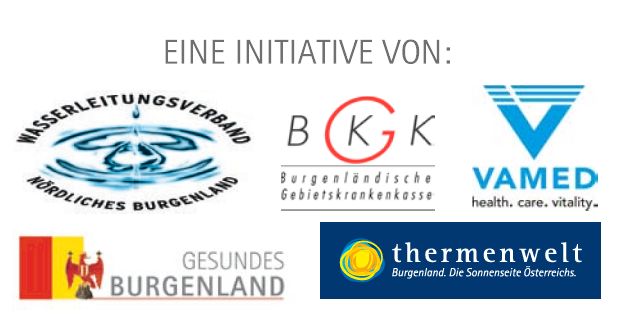 EINE INITIATIVE VON:
WASSERLEITUNGSVERBAND
NÖRDLICHES BURGENLAND
B G K K
Burgenländische
Gebietskrankenkasse
VAMED
health. care. vitality.
GESUNDES
BURGENLAND
thermenwelt
Burgenland. Die Sonnenseite Österreichs.